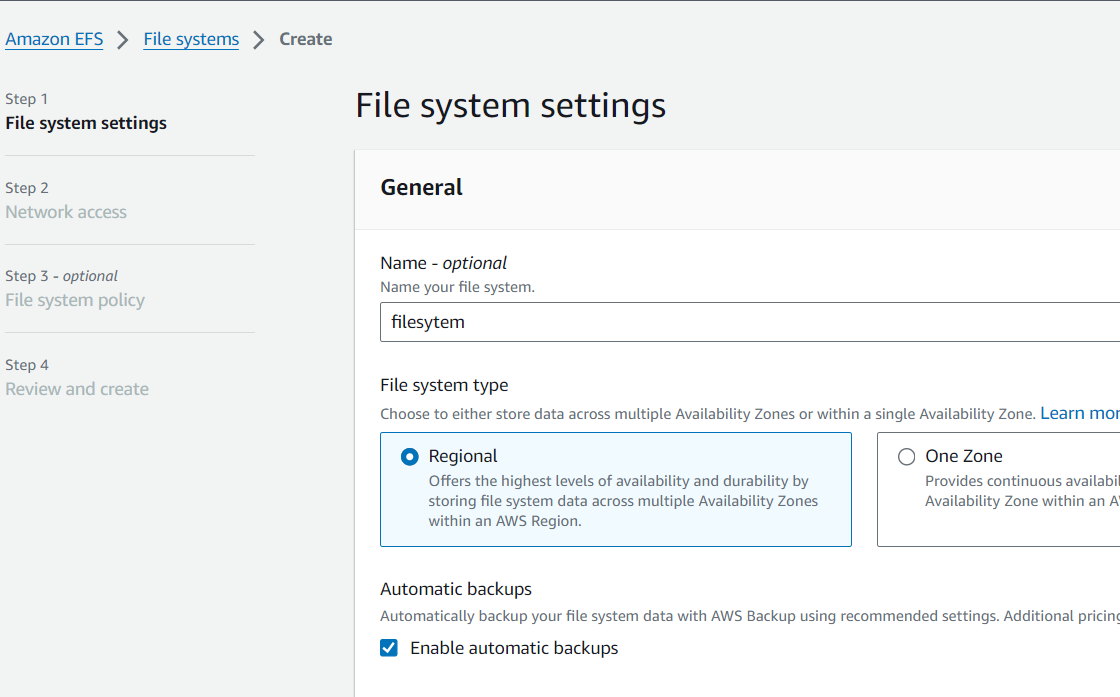 Amazon EFS > File systems > Create
Step 1
File system settings
Step 2
Network access
Step 3 - optional
File system policy
Step 4
Review and create
File system settings
General
Name - optional
Name your file system.
filesytem
File system type
Choose to either store data across multiple Availability Zones or within a single Availability Zone. Learn mor
Regional
Offers the highest levels of availability and durability by
storing file system data across multiple Availability Zones
within an AWS Region.
One Zone
Provides continuous availabil
Availability Zone within an A
Automatic backups
Automatically backup your file system data with AWS Backup using recommended settings. Additional pricing
Enable automatic backups